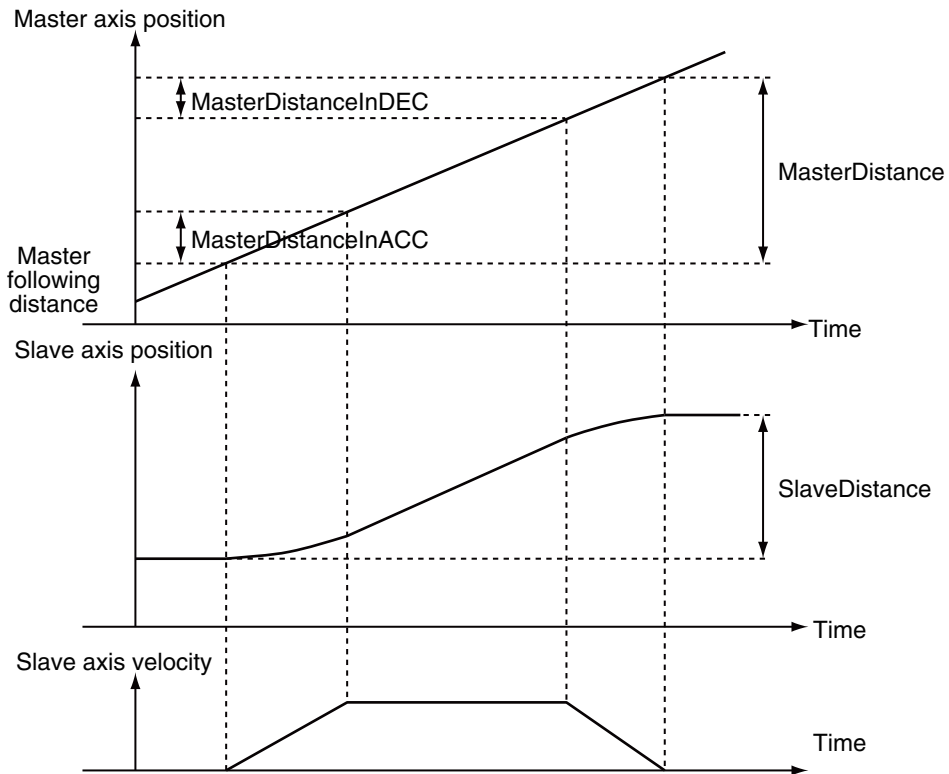 Master axis position
MasterDistanceInDEC
MasterDistance
MasterDistanceInACC
Master
following
distance
Time
Slave axis position
SlaveDistance
Time
Slave axis velocity
Time